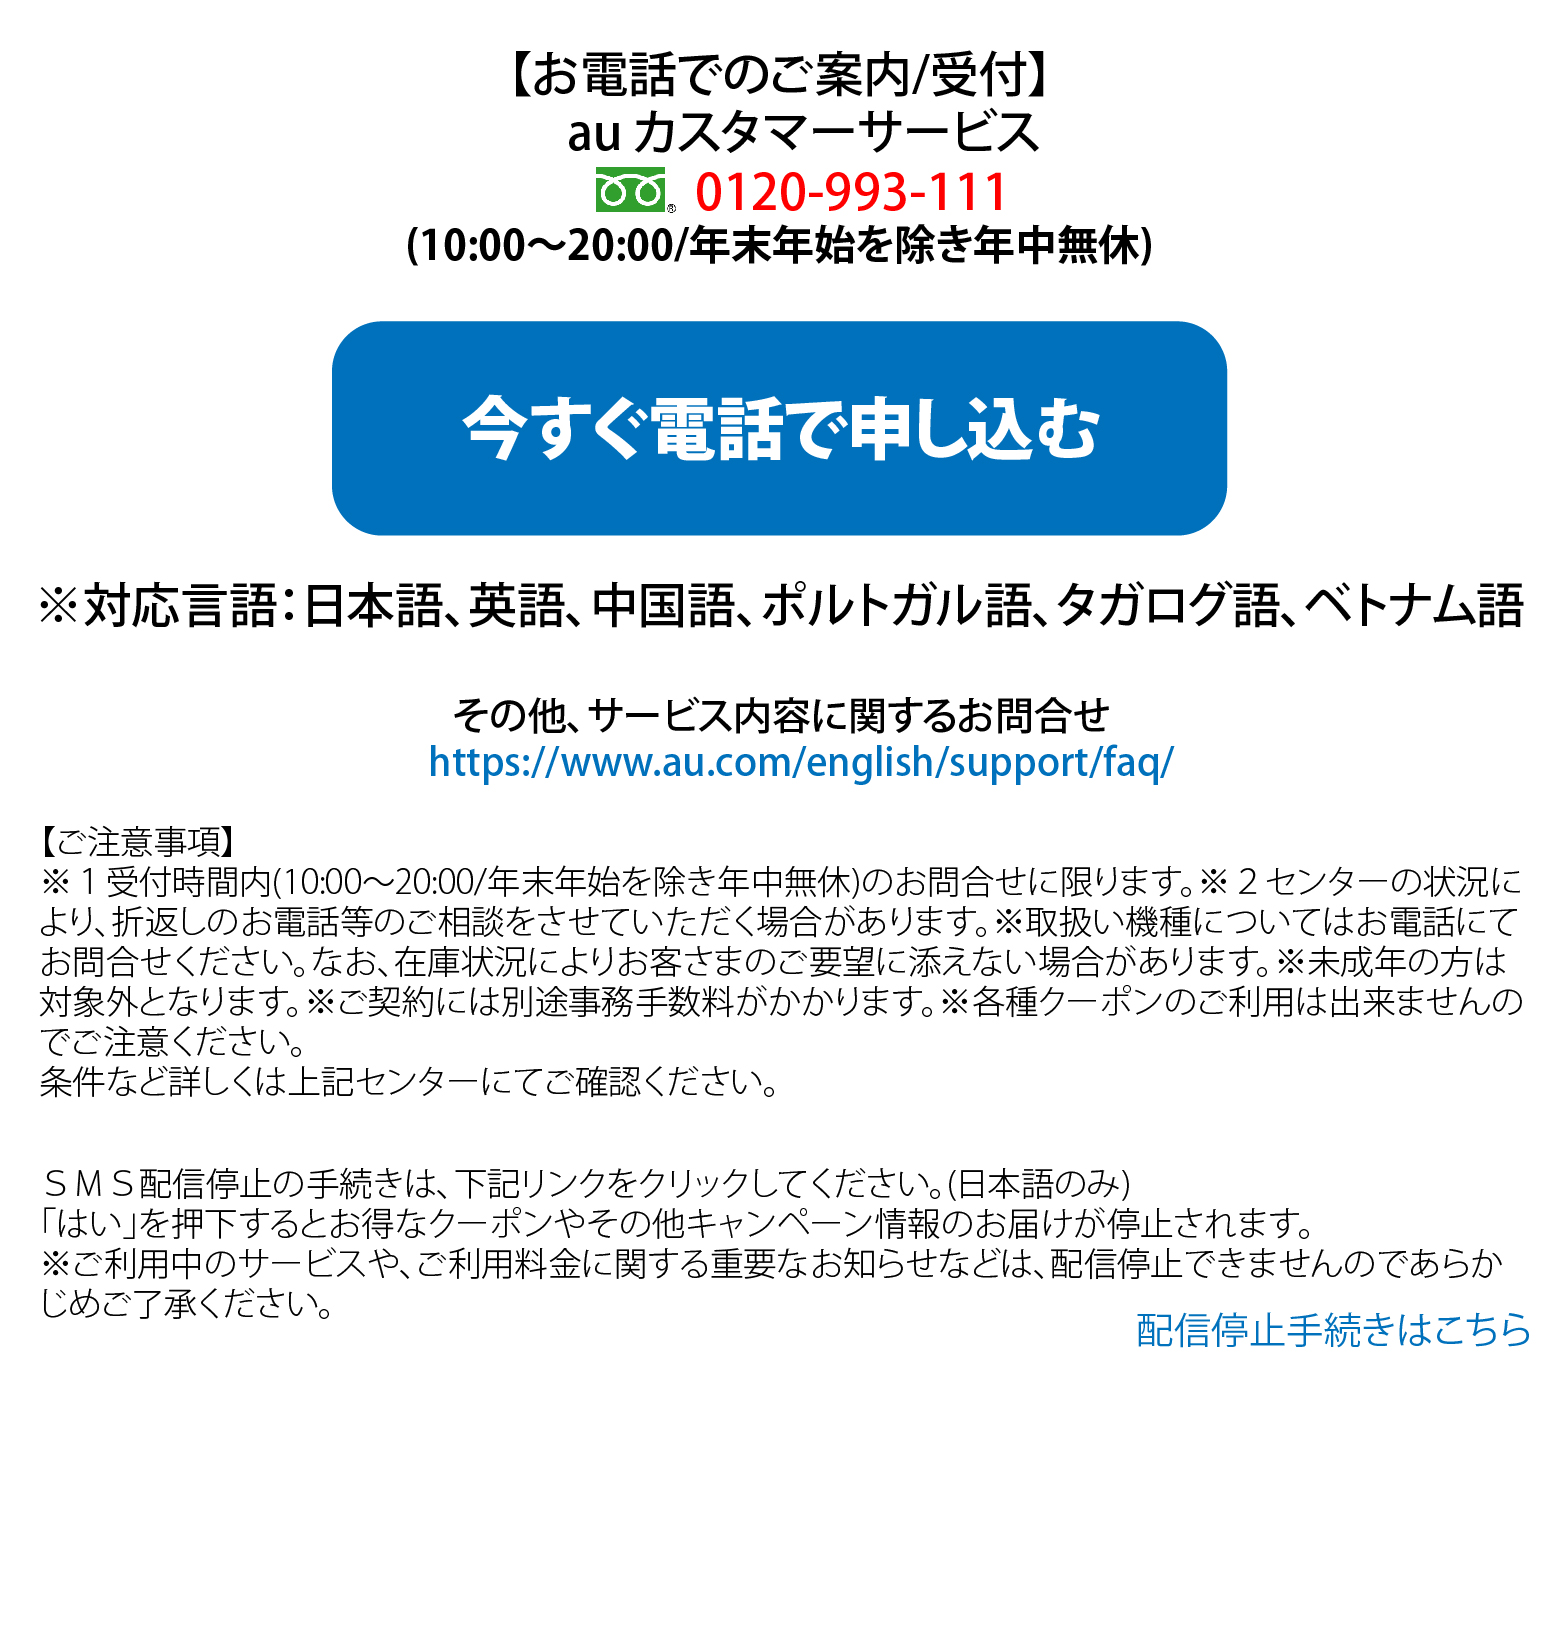 【お電話でのご案内/受付】
au カスタマーサービス
® 0120-993-111
(10:00～20:00/年末年始を除き年中無休)
今すぐ電話で申し込む
※対応言語：日本語、英語、中国語、ポルトガル語、タガログ語、ベトナム語
その他、サービス内容に関するお問合せ
https://www.au.com/english/support/faq/
【ご注意事項】
※１受付時間内(10:00～20:00/年末年始を除き年中無休)のお問合せに限ります。※２センターの状況に
より、折返しのお電話等のご相談をさせていただく場合があります。※取扱い機種についてはお電話にて
お問合せください。なお、在庫状況によりお客さまのご要望に添えない場合があります。※未成年の方は
対象外となります。※ご契約には別途事務手数料がかかります。※各種クーポンのご利用は出来ませんの
でご注意ください。
条件など詳しくは上記センターにてご確認ください。
ＳＭＳ配信停止の手続きは、下記リンクをクリックしてください。(日本語のみ)
「はい」を押下するとお得なクーポンやその他キャンペーン情報のお届けが停止されます。
※ご利用中のサービスや、ご利用料金に関する重要なお知らせなどは、配信停止できませんのであらか
じめご了承ください。
配信停止手続きはこちら